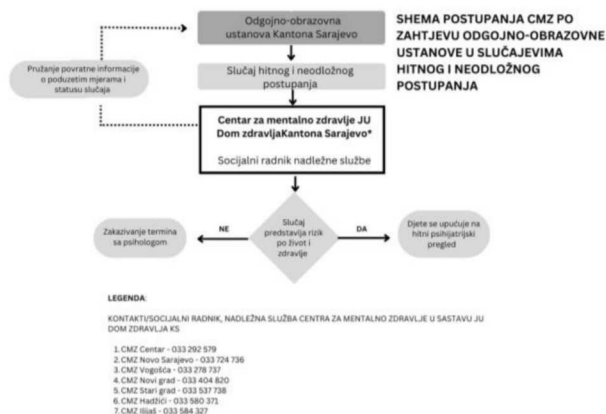 Odgojno-obrazovna
ustanova Kantona Sarajevo
SHEMA POSTUPANJA CMZ PO
ZAHTJEVU ODGOJNO-OBRAZOVNE
USTANOVE U SLUČAJEVIMA
HITNOG I NEODLOŽNOG
POSTUPANJA
Pružanje povratne informacije
o poduzetim mjerama i
statusu slučaja
Slučaj hitnog i neodložnog
postupanja
Centar za mentalno zdravlje JU
Dom zdravljaKantona Sarajevo*
Socijalni radnik nadležne službe
Zakazivanje termina
sa psihologom
NE
Slučaj
predstavlja rizik
po život i
zdravlje
DA
Djete se upućuje na
hitni psihijatrijski
pregled
LEGENDA:
KONTAKTI/SOCIJALNI RADNIK, NADLEŽNA SLUŽBA CENTRA ZA MENTALNO ZDRAVLJE U SASTAVU JU
DOM ZDRAVLJA KS
1. CMZ Centar - 033 292 579
2. CMZ Novo Sarajevo - 033 724 736
3. CMZ Vogošća - 033 278 737
4. CMZ Novi grad - 033 404 820
5. CMZ Stari grad - 033 537 738
6. CMZ Hadžići - 033 580 371
7. CMZ Ilijaš - 033 584 327